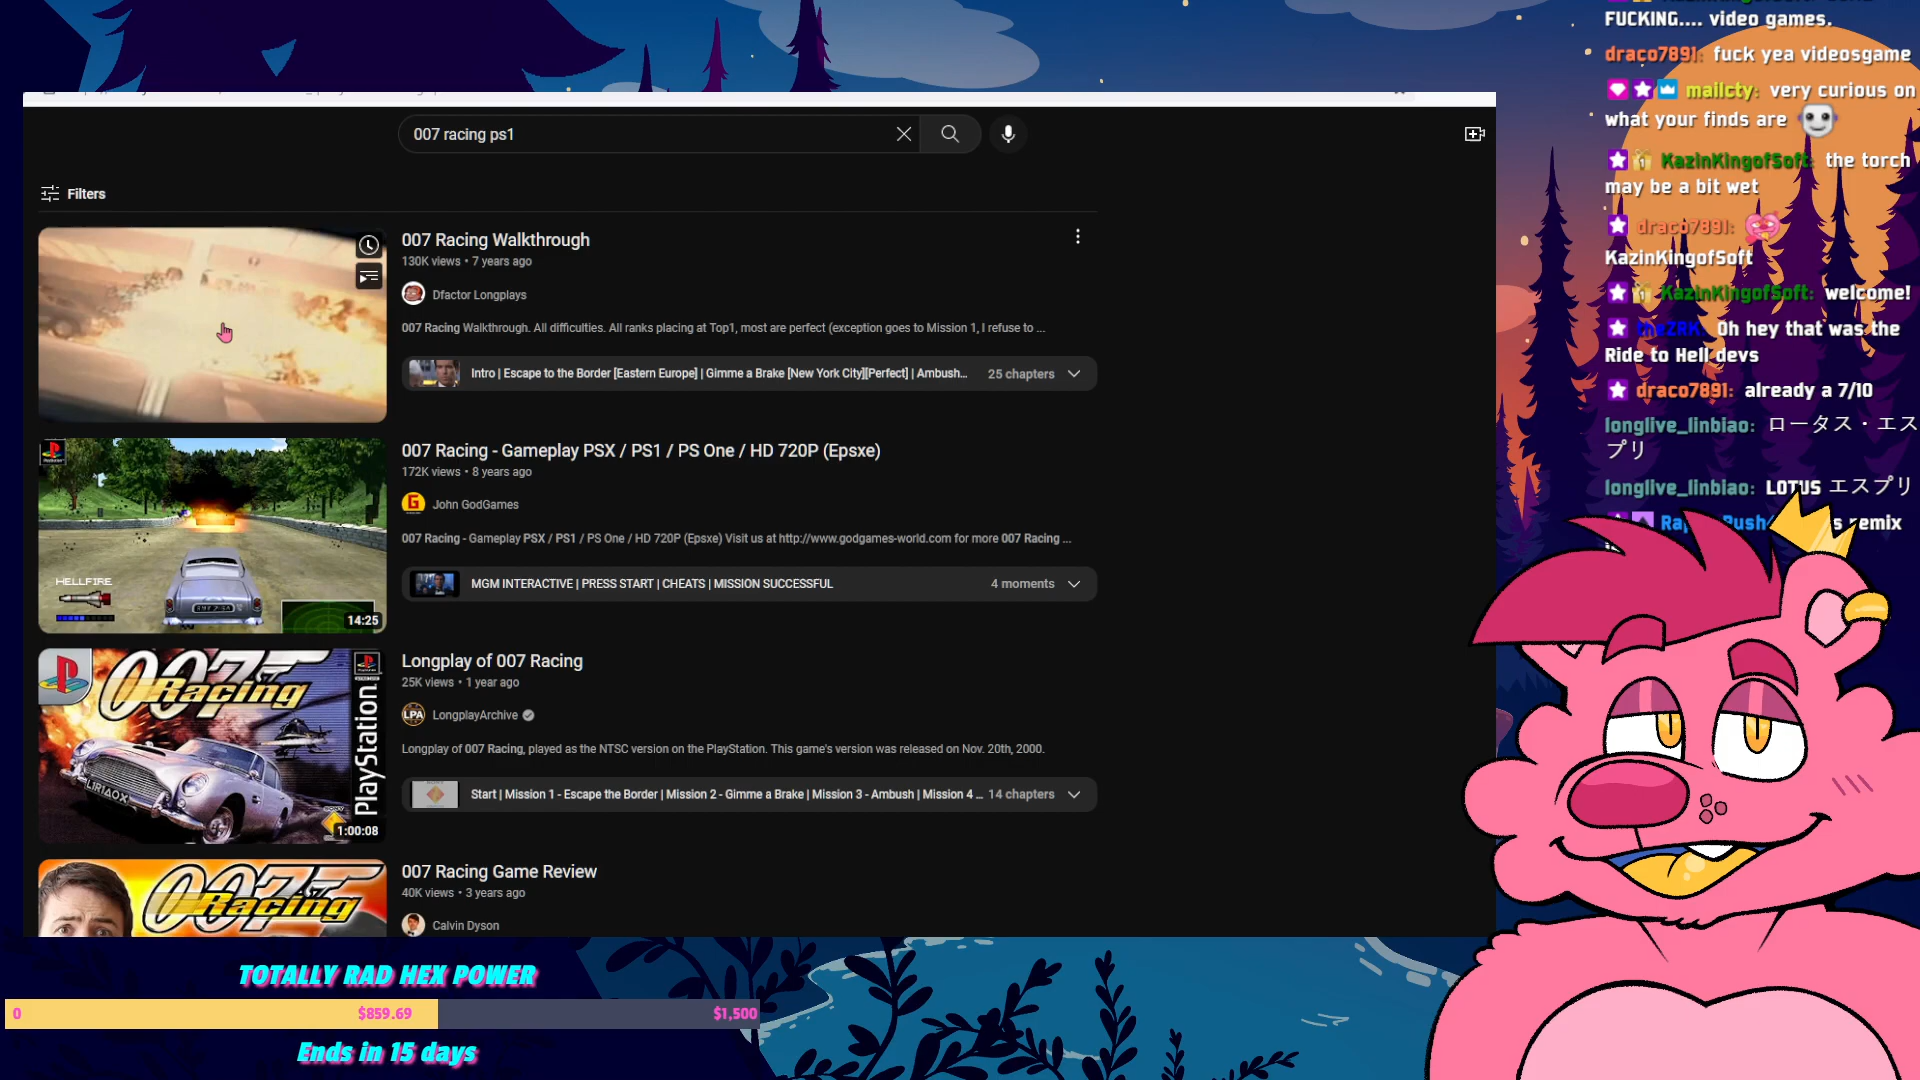 007 racing ps1
Filters
007 Racing Walkthrough
130K views • 7 years ago
Dfactor Longplays
007 Racing Walkthrough. All difficulties. All ranks placing at Top1, most are perfect (exception goes to Mission 1, I refuse to ...
Intro | Escape to the Border [Eastern Europe] | Gimme a Brake [New York City][Perfect] | Ambush...
25 chapters
HELLFIRE
14:25
007 Racing - Gameplay PSX / PS1 / PS One / HD 720P (Epsxe)
172K views • 8 years ago
John GodGames
007 Racing - Gameplay PSX / PS1 / PS One / HD 720P (Epsxe) Visit us at http://www.godgames-world.com for more 007 Racing ...
MGM INTERACTIVE | PRESS START | CHEATS | MISSION SUCCESSFUL
4 moments
007
Racing
PlayStation
1:00:08
Longplay of 007 Racing
25K views • 1 year ago
LPA
LongplayArchive
Longplay of 007 Racing, played as the NTSC version on the PlayStation. This game's version was released on Nov. 20th, 2000.
Start | Mission 1 - Escape the Border | Mission 2 - Gimme a Brake | Mission 3 - Ambush | Mission 4 ...
14 chapters
007
Racing
007 Racing Game Review
40K views • 3 years ago
Calvin Dyson
FUCKING.... video games.
draco7891: fuck yea videosgame
mailcty: very curious on
what your finds are
KazinKingofSoft: the torch
may be a bit wet
draco7891:
KazinKingofSoft
KazinKingofSoft: welcome!
theZRK: Oh hey that was the
Ride to Hell devs
draco7891: already a 7/10
longlive_linbiao: ロータス・エス
プリ
longlive_linbiao: LOTUS エスプリ
remix
TOTALLY RAD HEX POWER
0
$859.69
$1,500
Ends in 15 days